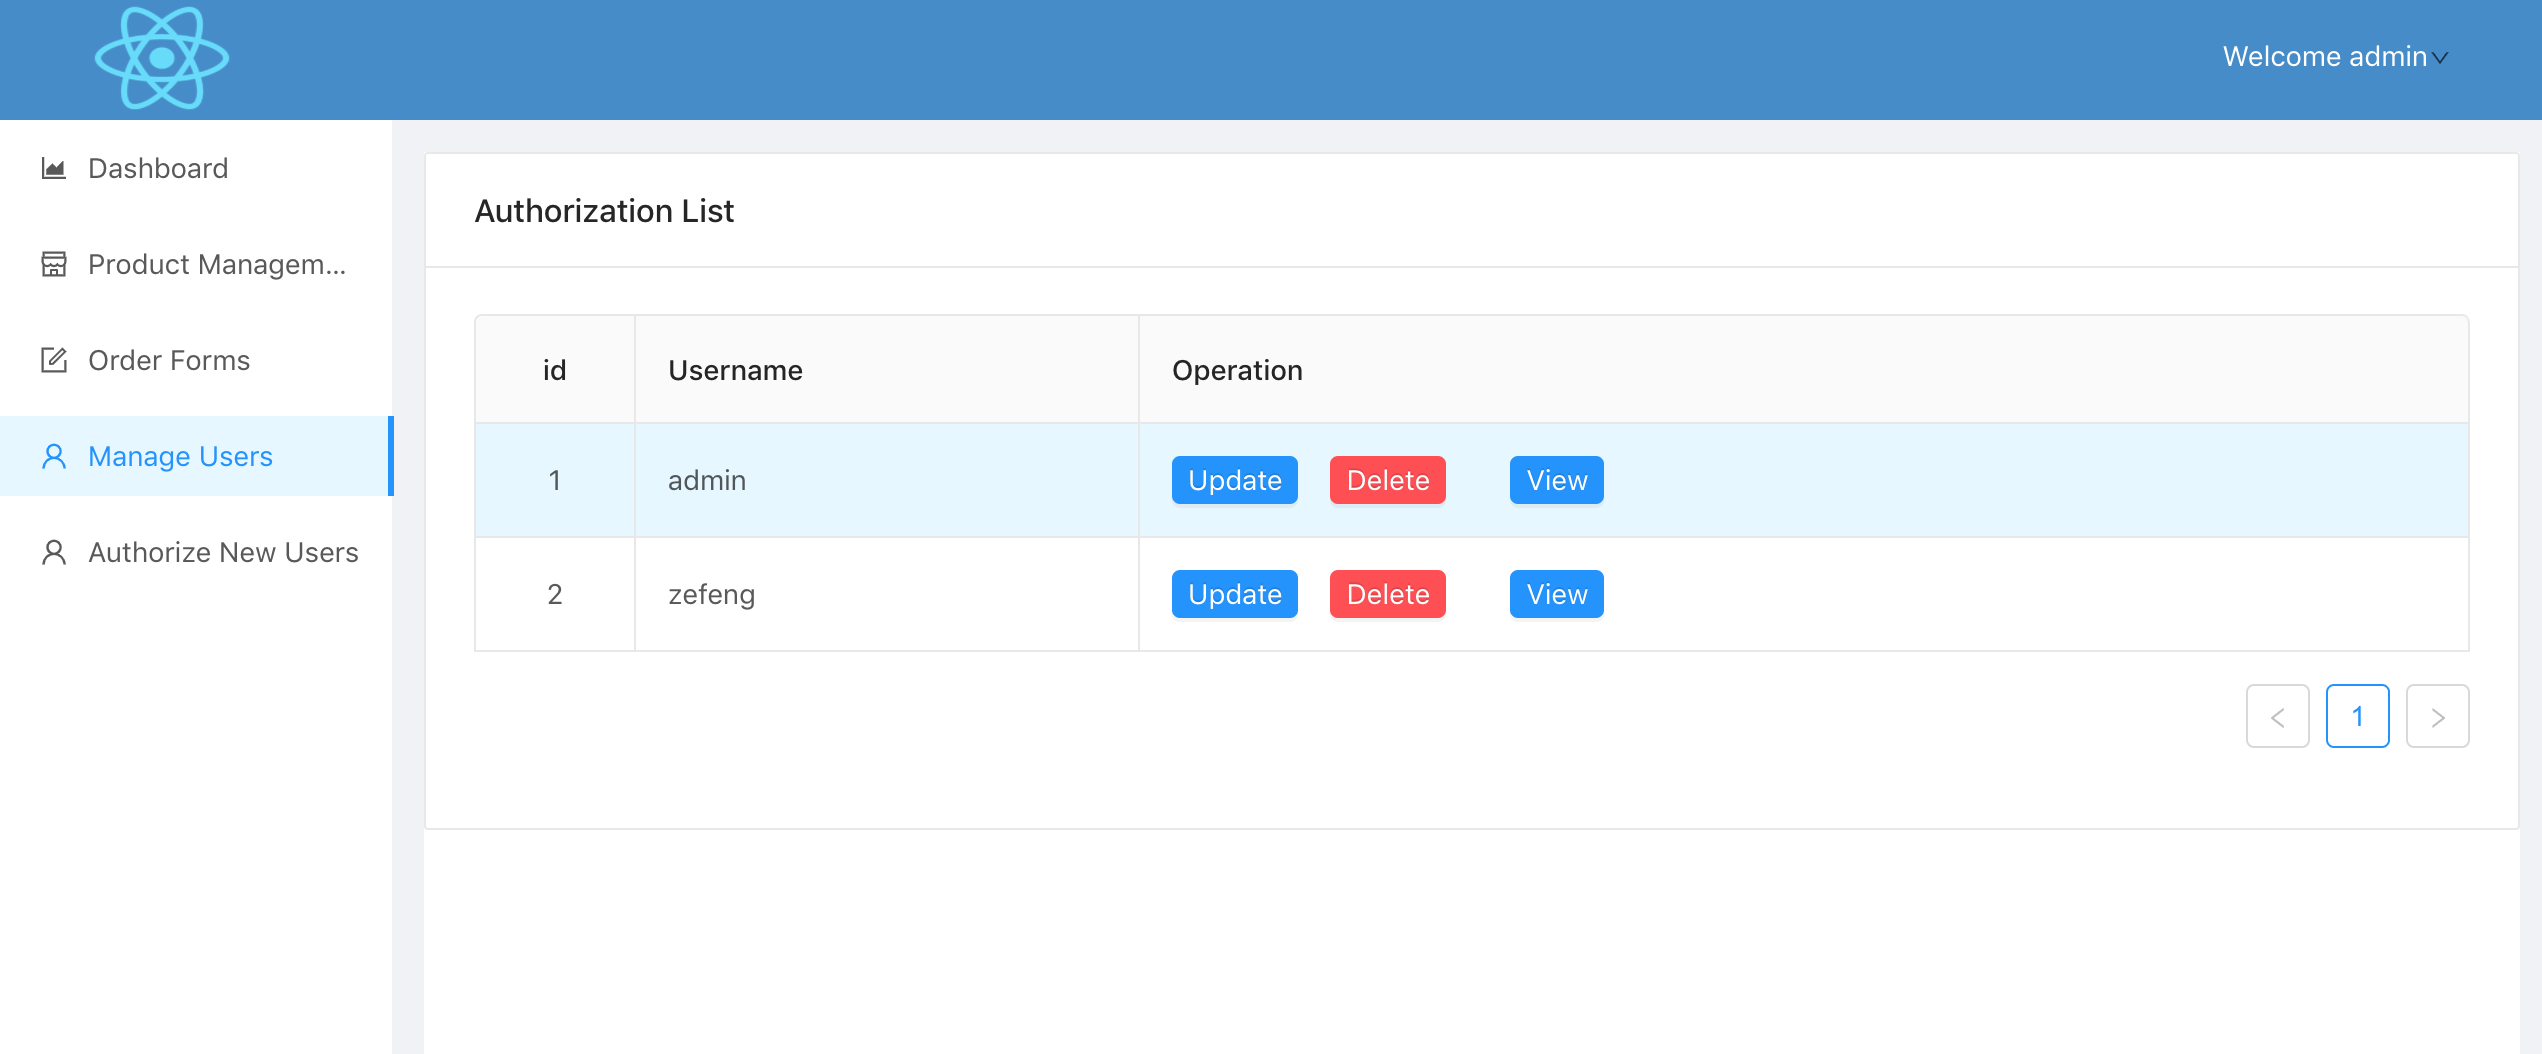 Welcome admin
Dashboard
Product Managem...
Order Forms
Manage Users
Authorize New Users
Authorization List
id Username Operation
1 admin Update Delete View
2 zefeng Update Delete View
< 1 >